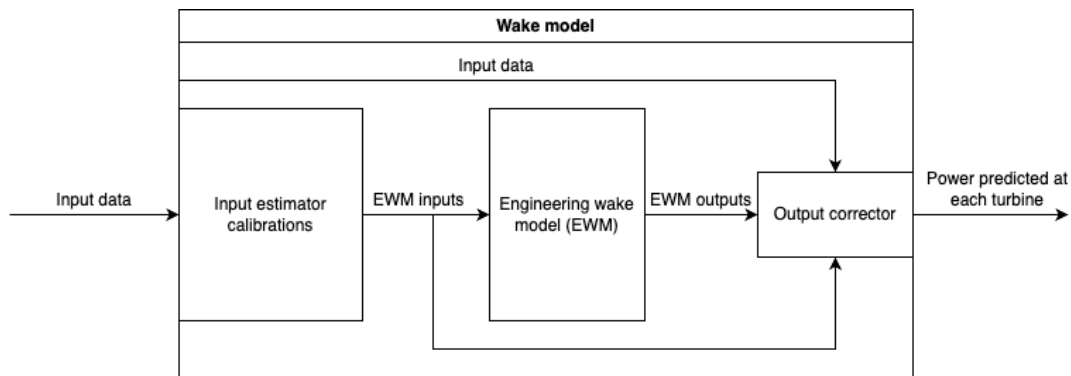 Wake model
Input data
Input data
Input estimator
calibrations
EWM inputs
Engineering wake
model (EWM)
EWM outputs
Output corrector
Power predicted at
each turbine